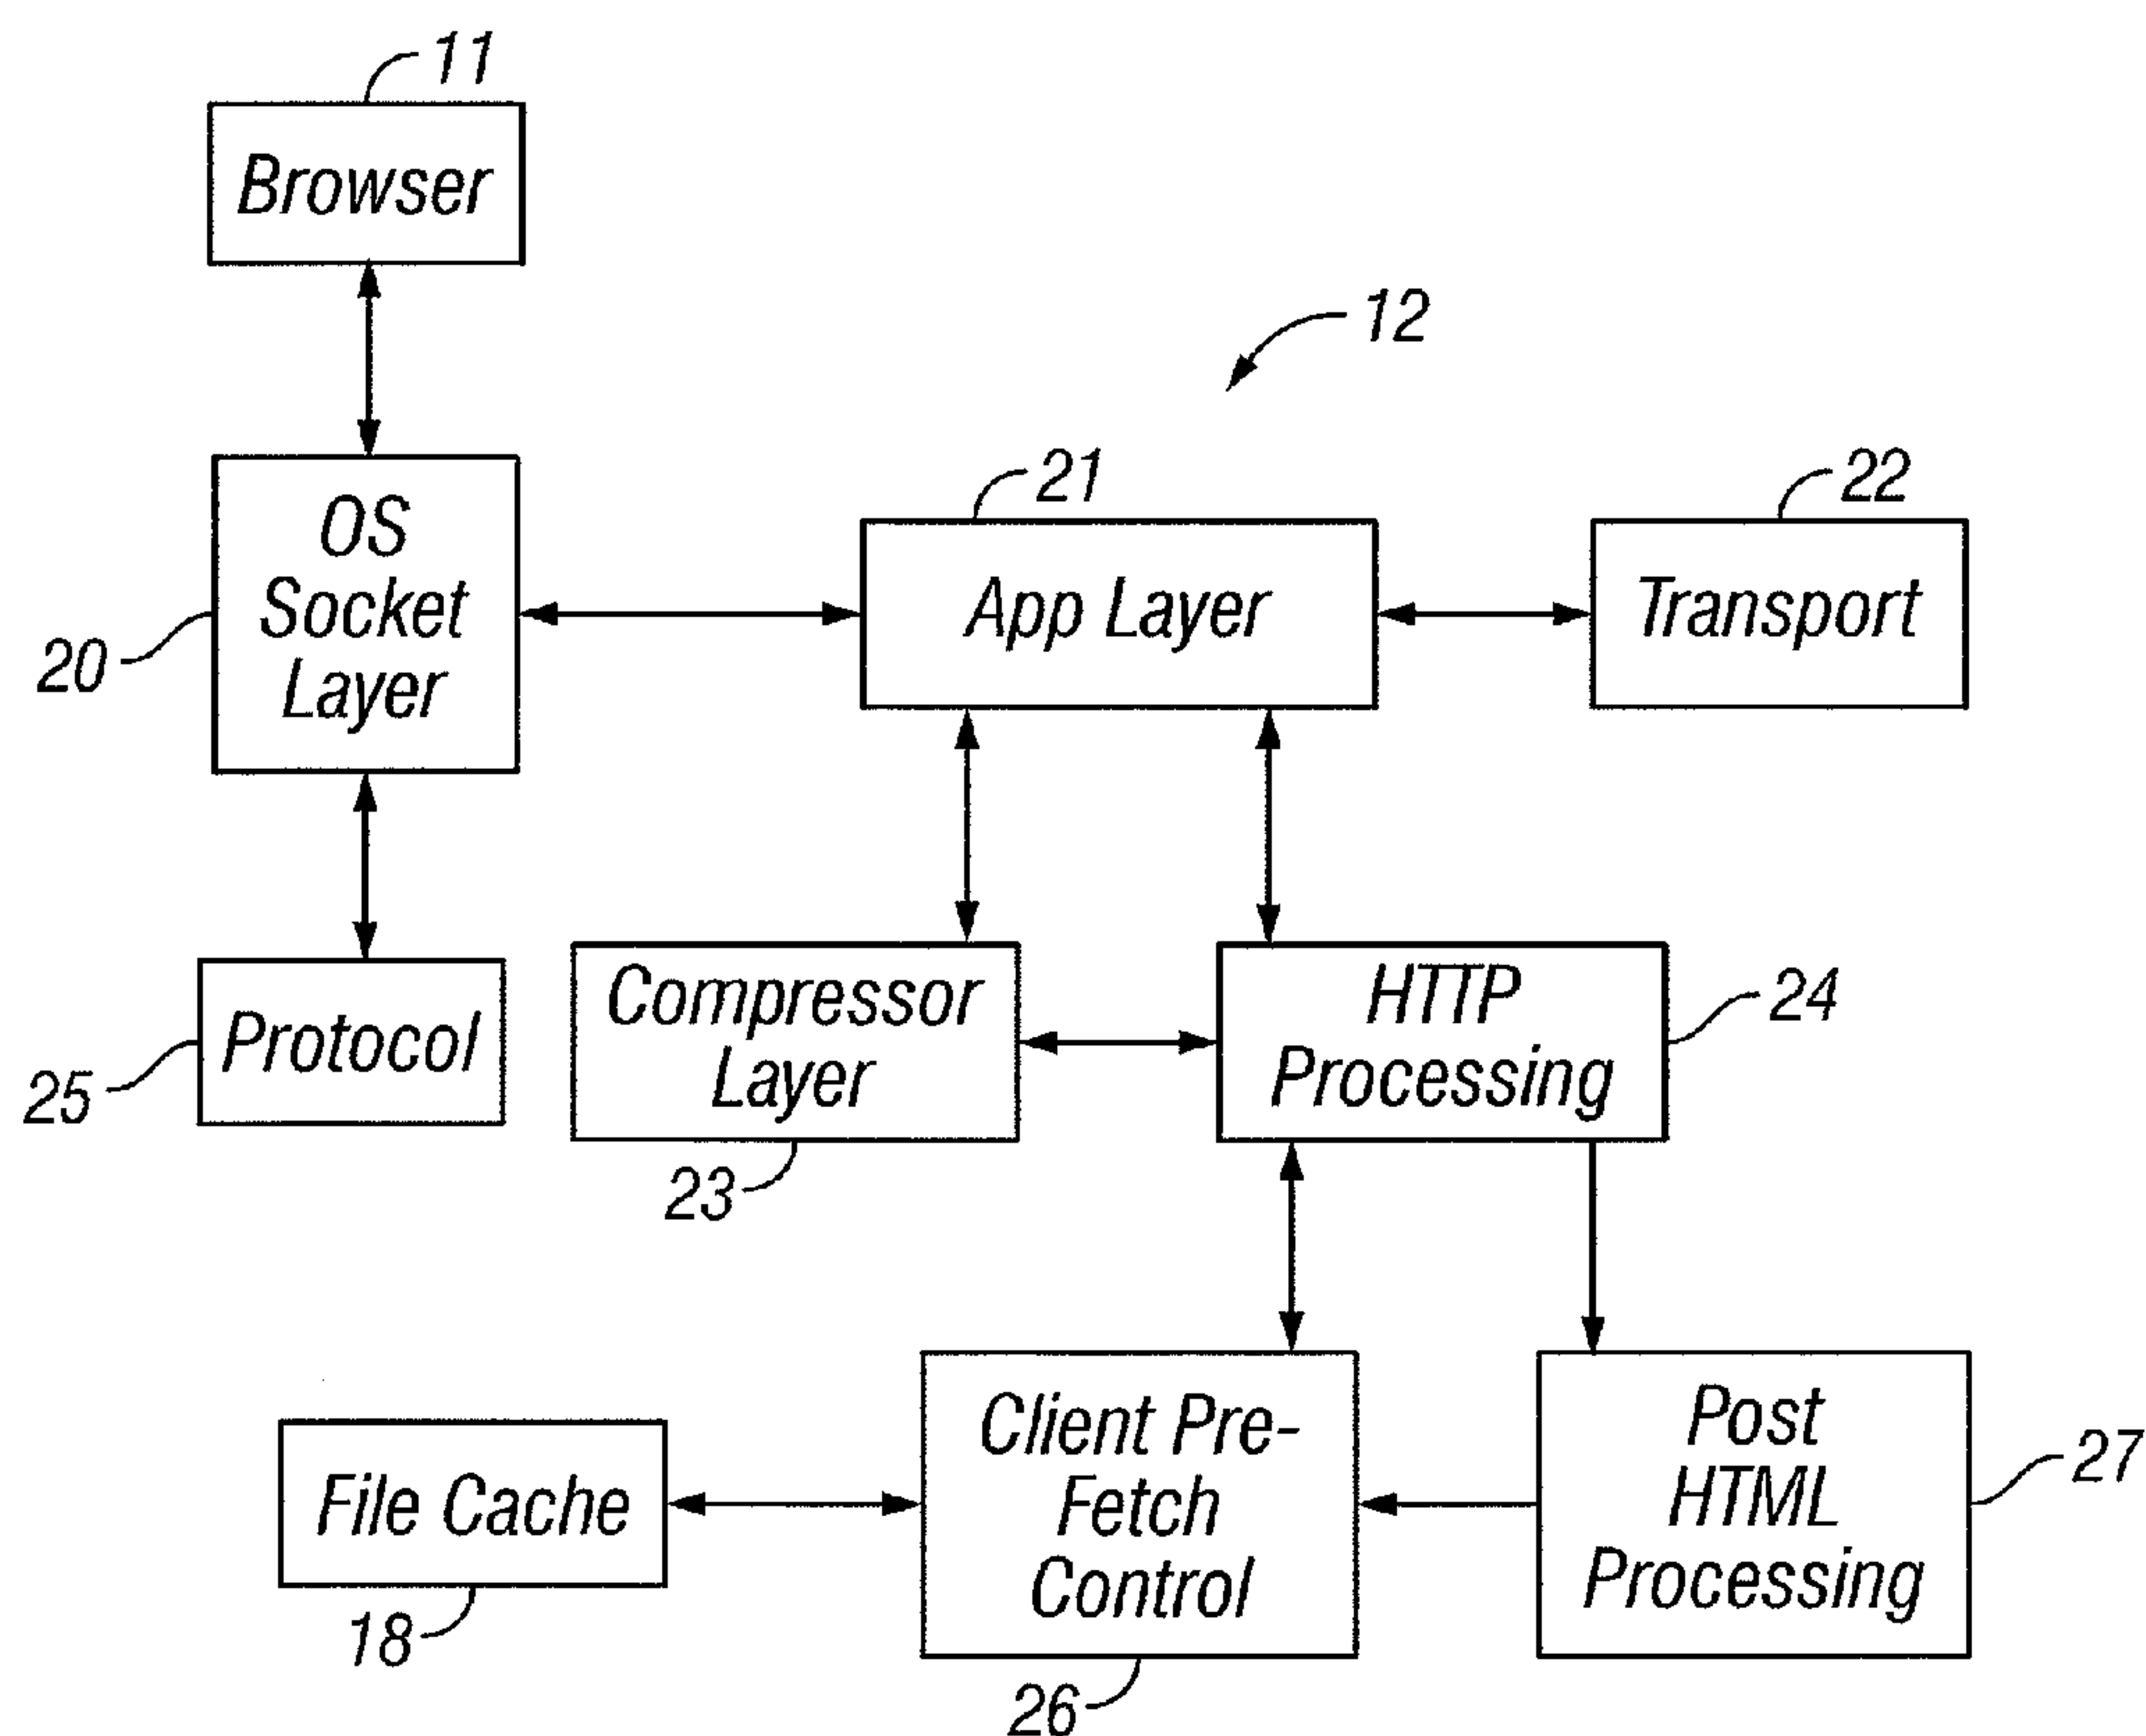 11
Browser
12
21
22
OS
Socket
Layer
20
App Layer
Transport
Compressor
Layer
23
HTTP
Processing
24
Protocol
25
Client Pre-
Fetch
Control
26
Post
HTML
Processing
27
File Cache
18